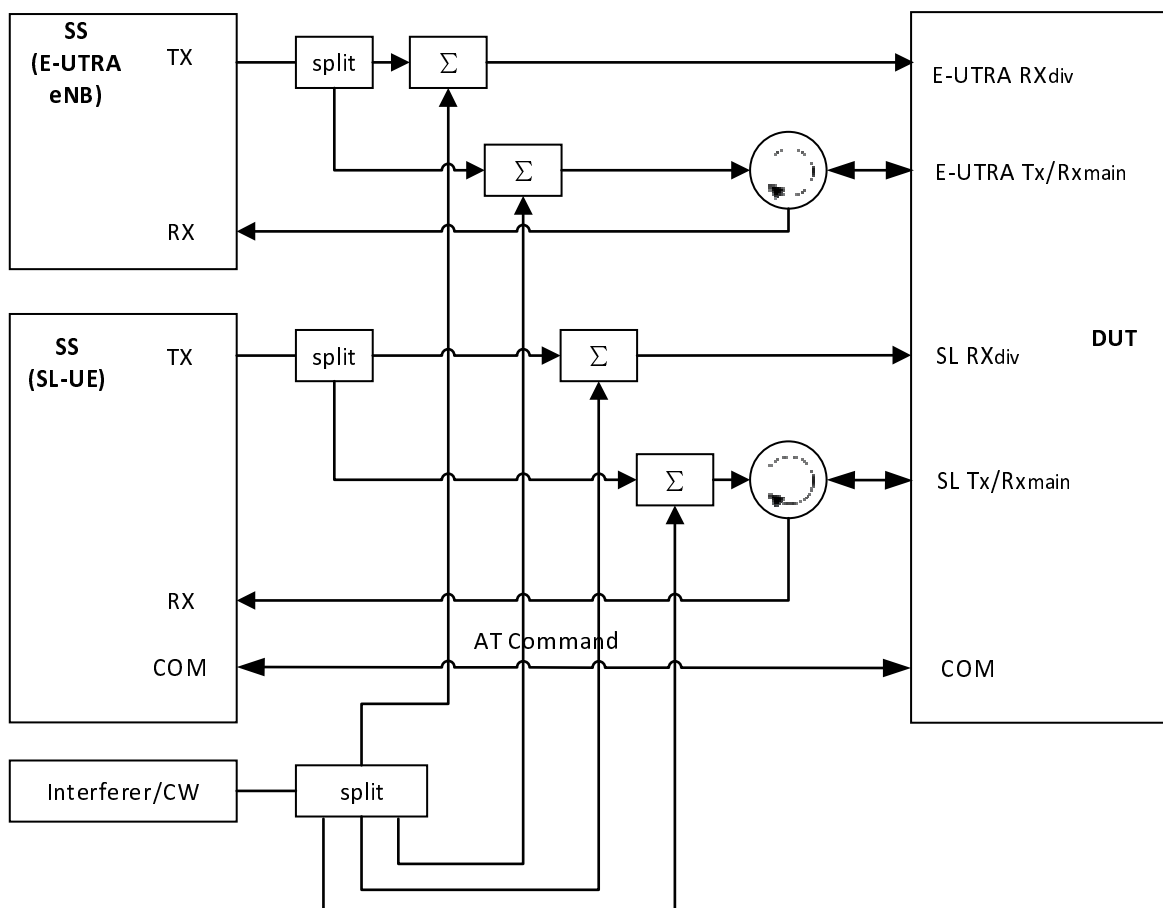 SS
(E-UTRA
eNB)
TX
split
Σ
E-UTRA RXdiv
Σ
E-UTRA Tx/Rxmain
RX
SS
(SL-UE)
TX
split
Σ
SL RXdiv
DUT
Σ
SL Tx/Rxmain
RX
AT Command
COM
COM
Interferer/CW
split